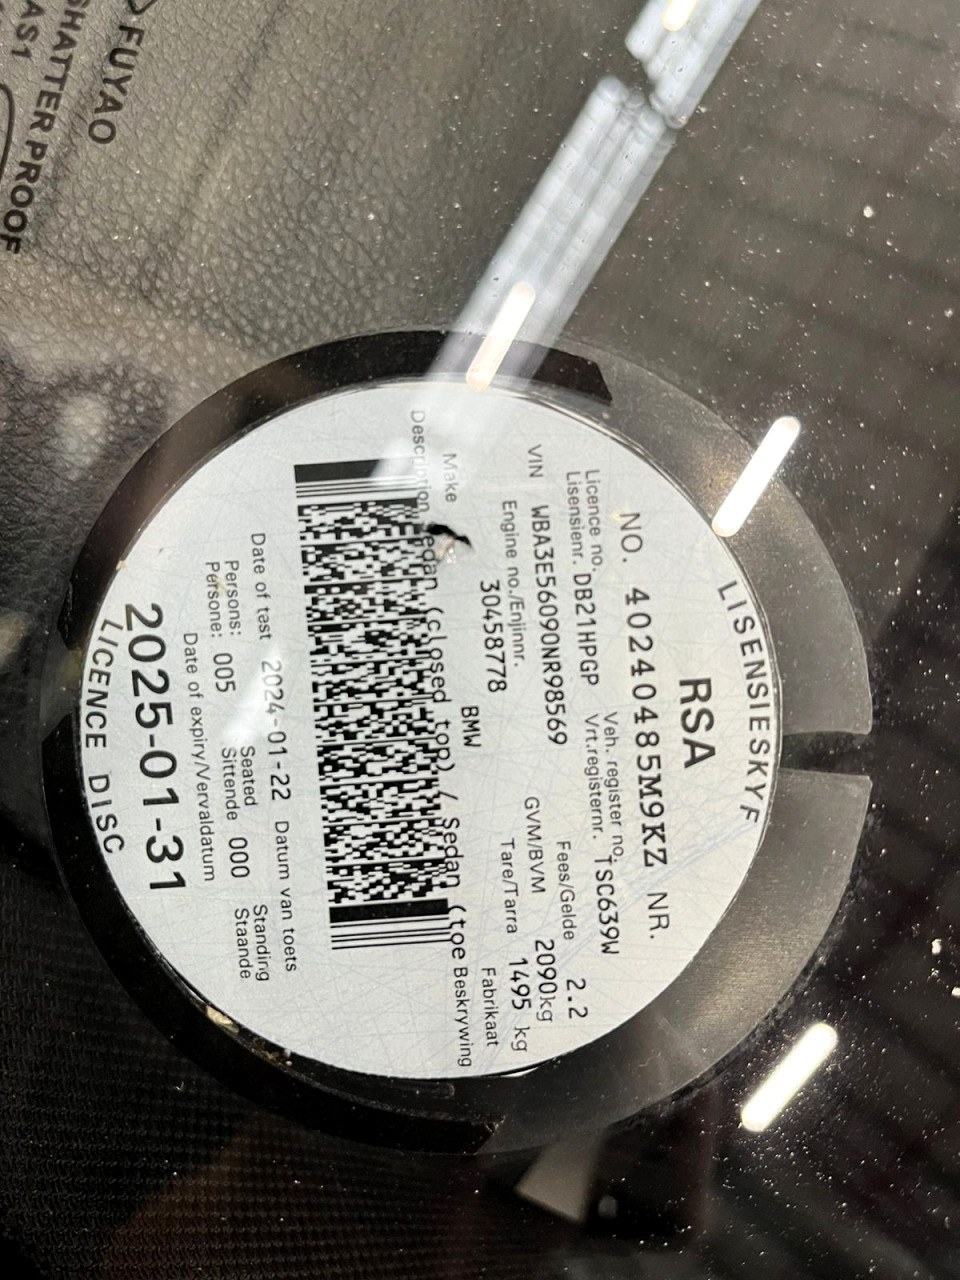 LISENSIESKYF
RSA
NO. 40240485M9KZ NR.
Licence no. Veh. register no.
Lisensienr. DB21HPGP Vrt.registernr. TSC639W
VIN WBA3E56090NR98569 Fees/Gelde 2.2
GVM/BVM 2090kg
Engine no./Enjinnr. 30458778 Tare/Tarra 1495 kg
Make BMW Fabrikaat
Description Sedan (closed top) / Sedan (toe Beskrywing
Date of test 2024-01-22 Datum van toets
Persons: Seated Standing
Persone: 005 Sittende 000 Staande
Date of expiry/Vervaldatum
2025-01-31
LICENCE DISC
FUYAO
SHATTER PROOF
AS1